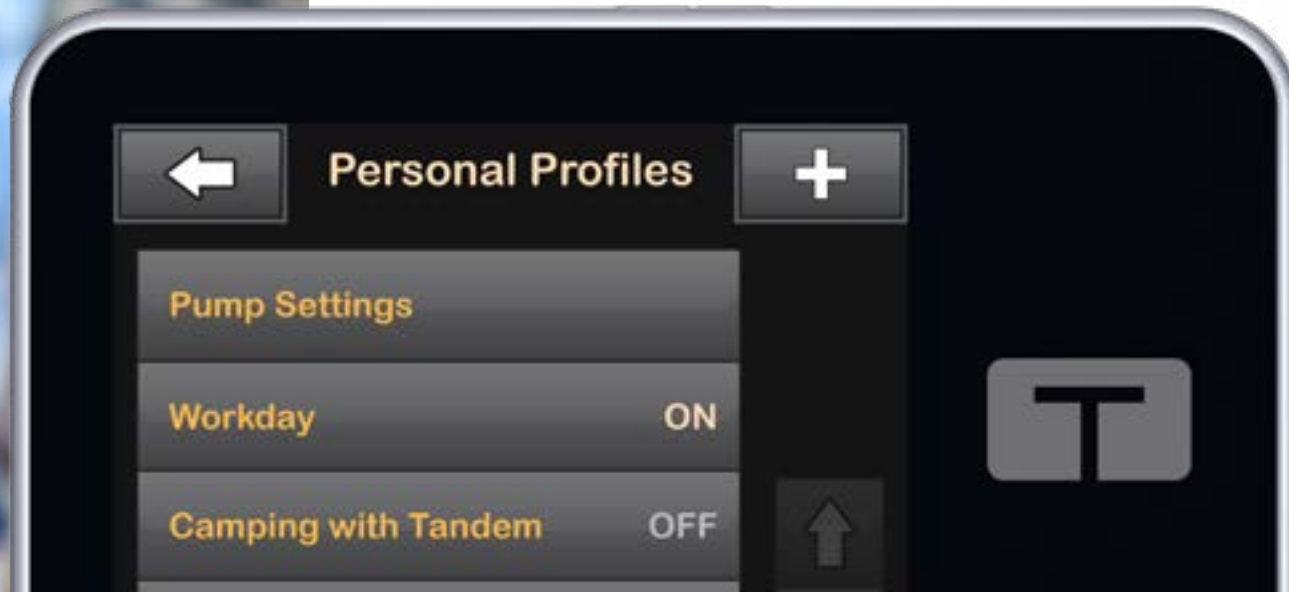 Personal Profiles
Pump Settings
Workday ON
Camping with Tandem OFF